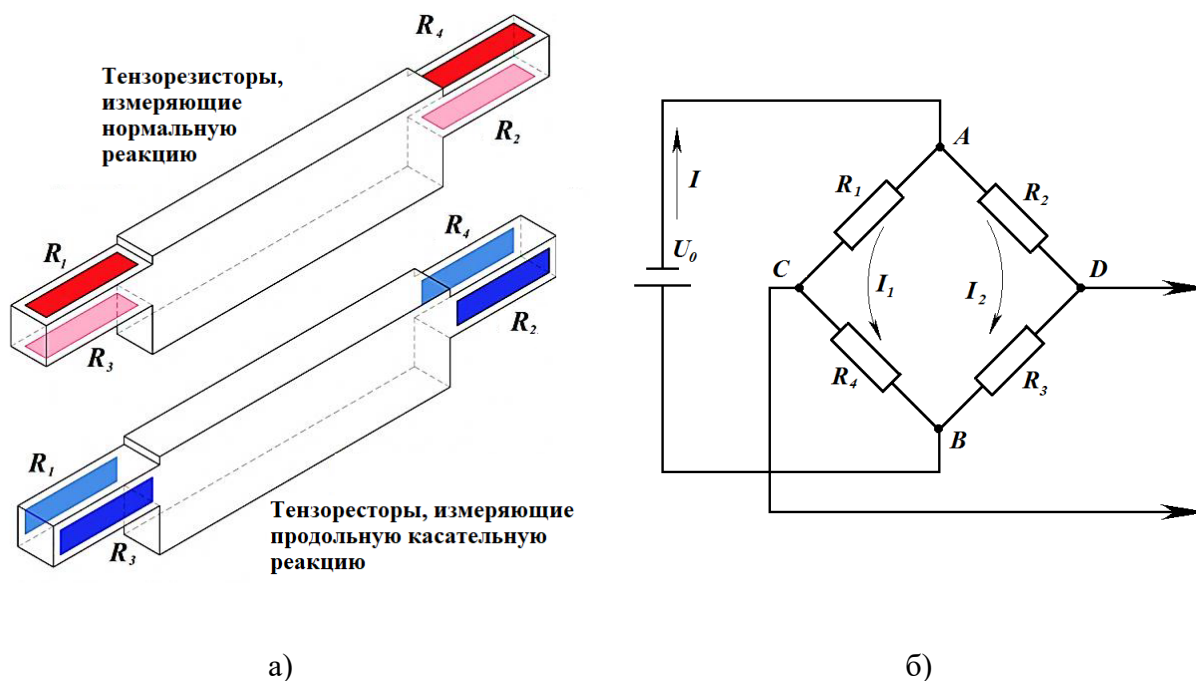 R₄
Тензорезисторы,
измеряющие
нормальную
реакцию
R₂
R₁
R₃
R₄
R₂
R₁
R₃
Тензоресторы, измеряющие
продольную касательную
реакцию
A
I
R₁
R₂
U₀
C
D
I₁
I₂
R₄
R₃
B
а)
б)